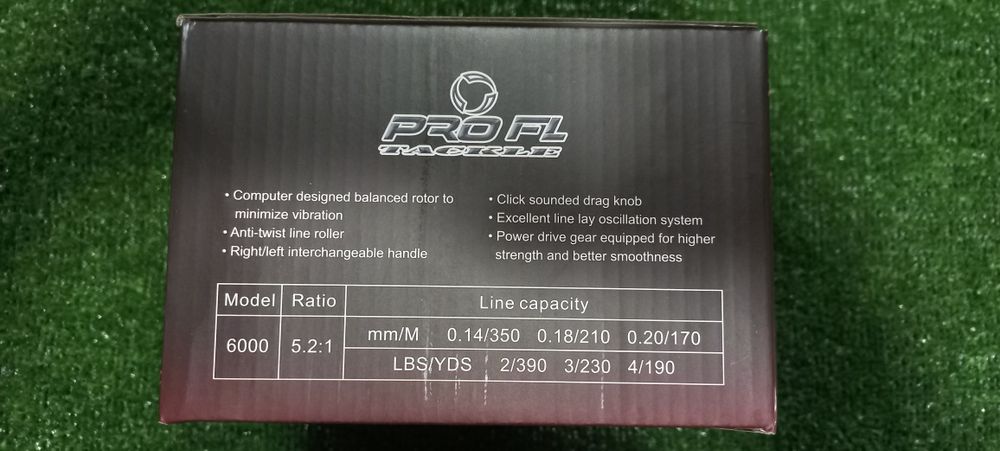 PRO FL
TACKLE
• Computer designed balanced rotor to
minimize vibration
• Anti-twist line roller
• Right/left interchangeable handle
• Click sounded drag knob
• Excellent line lay oscillation system
• Power drive gear equipped for higher
strength and better smoothness
Model Ratio Line capacity
6000 5.2:1
mm/M 0.14/350 0.18/210 0.20/170
LBS/YDS 2/390 3/230 4/190